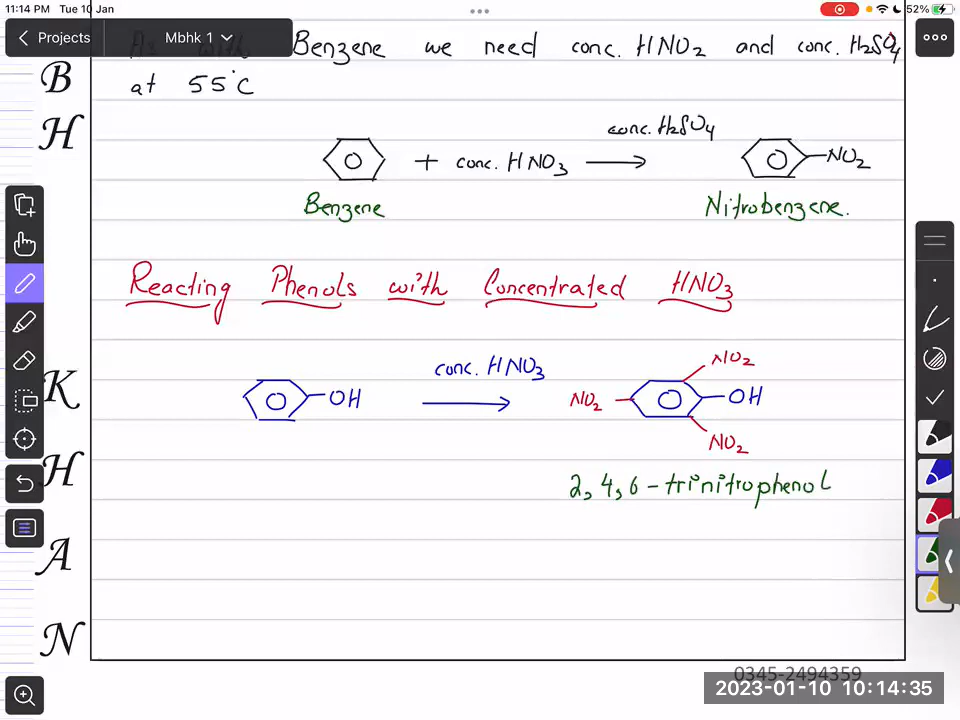 11:14 PM Tue 10 Jan
52%
Projects
Mbhk 1
with Benzene we need conc. HNO2 and conc. H2SO4
at 55°C
conc. H2SO4
+ conc. HNO3
NO2
Benzene
Nitrobenzene.
Reacting Phenols with Concentrated HNO3
NO2
conc. HNO3
OH
NO2
OH
NO2
2,4,6-trinitrophenol
B
H
K
H
A
N
0345-2494359
2023-01-10 10:14:35